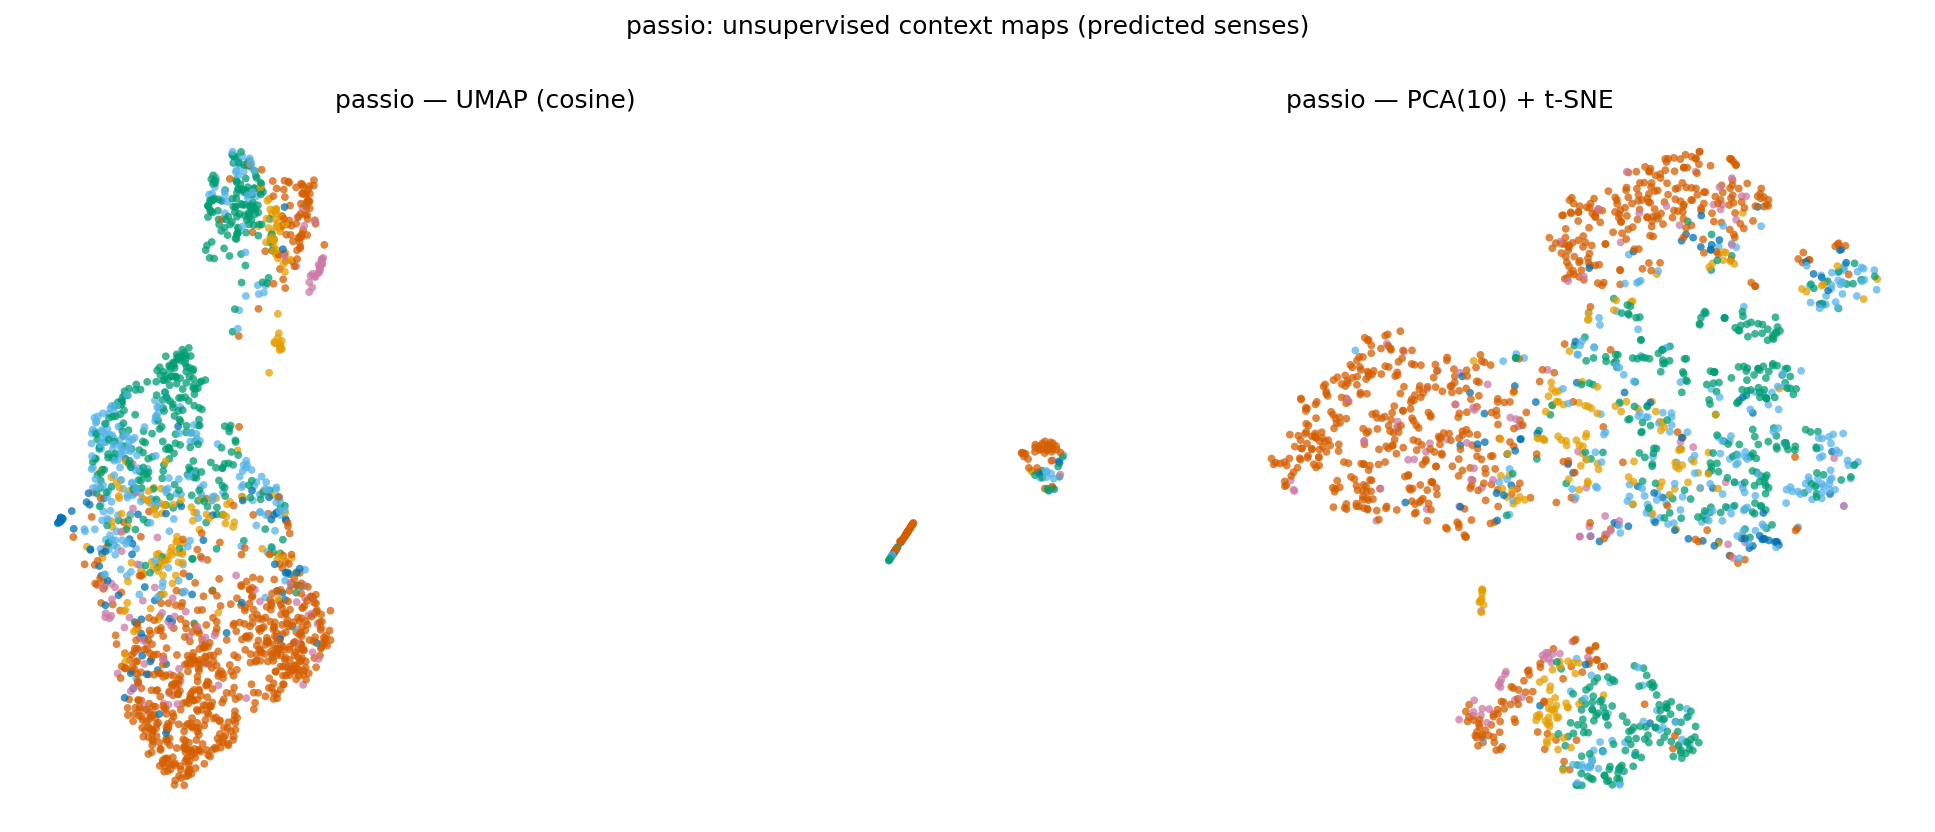 passio: unsupervised context maps (predicted senses)
passio — UMAP (cosine)
passio — PCA(10) + t-SNE